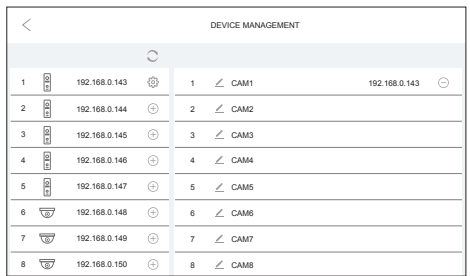 DEVICE MANAGEMENT
1 192.168.0.143 1 CAM1 192.168.0.143
2 192.168.0.144 2 CAM2
3 192.168.0.145 3 CAM3
4 192.168.0.146 4 CAM4
5 192.168.0.147 5 CAM5
6 192.168.0.148 6 CAM6
7 192.168.0.149 7 CAM7
8 192.168.0.150 8 CAM8